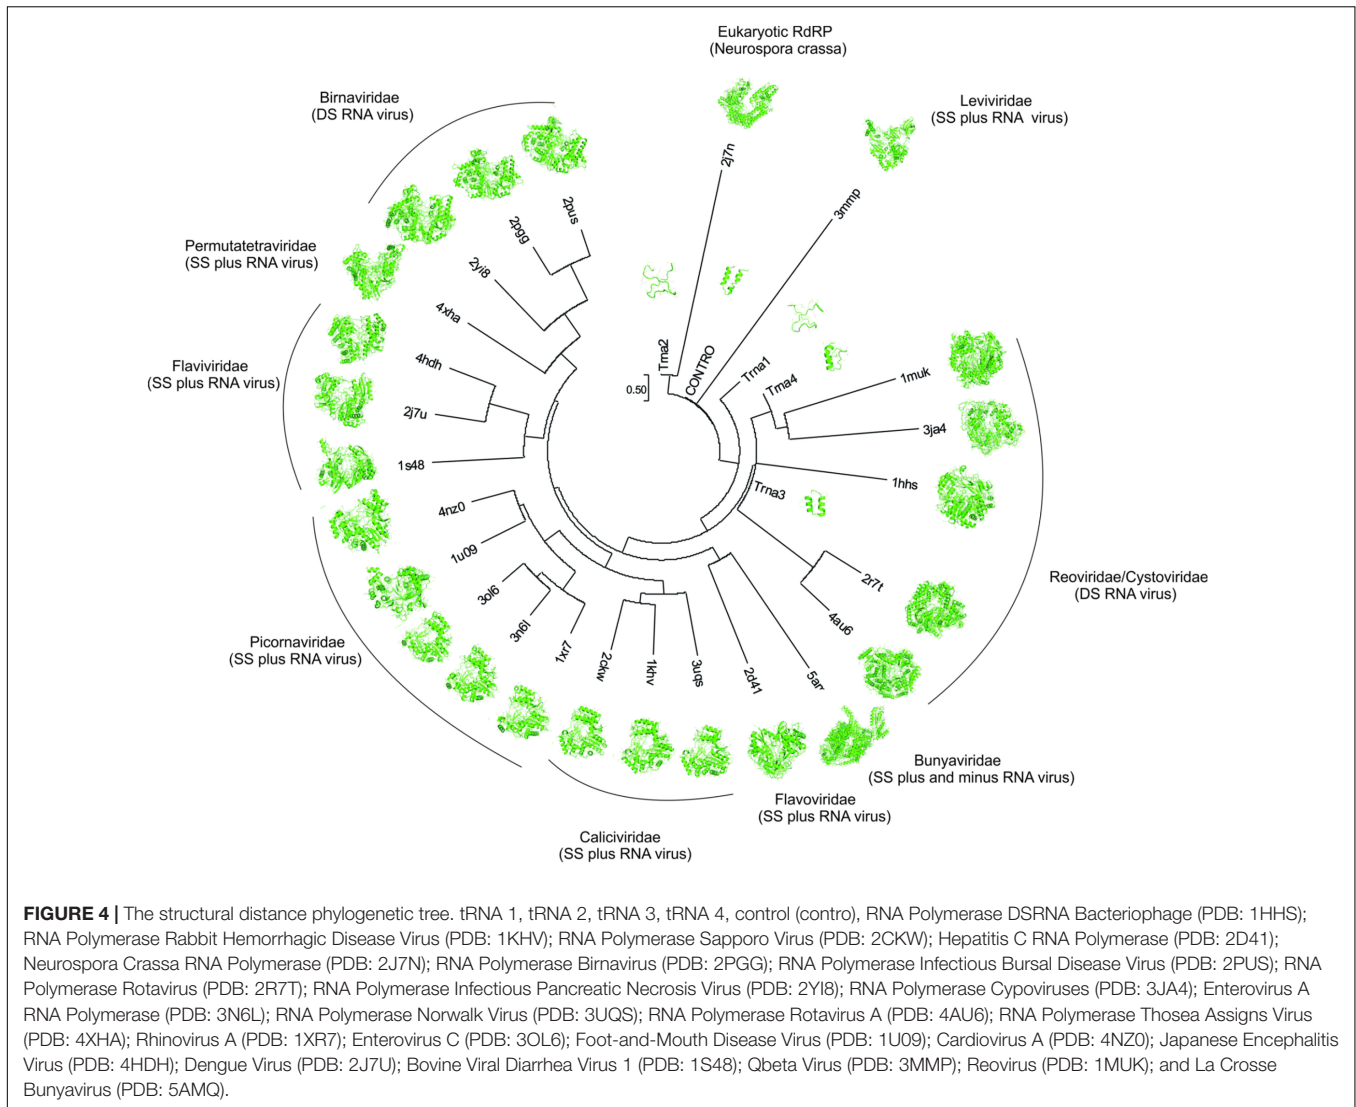 Eukaryotic RdRP
(Neurospora crassa)
Leviviridae
(SS plus RNA virus)
Birnaviridae
(DS RNA virus)
Permutatetraviridae
(SS plus RNA virus)
Flaviviridae
(SS plus RNA virus)
Picornaviridae
(SS plus RNA virus)
Caliciviridae
(SS plus RNA virus)
Flavoviridae
(SS plus RNA virus)
Bunyaviridae
(SS plus and minus RNA virus)
Reoviridae/Cystoviridae
(DS RNA virus)
2j7n
3mmp
2pus
2pgg
2yi8
4xha
4hdh
2j7u
1s48
4nz0
1u09
3ol6
3n6l
1xr7
2ckw
1khv
3uqs
2d41
5am
4au6
2r7t
Trna3
1hhs
3ja4
1muk
Trna4
Trna1
CONTRO
Trna2
0.50
FIGURE 4 | The structural distance phylogenetic tree. tRNA 1, tRNA 2, tRNA 3, tRNA 4, control (contro), RNA Polymerase DSRNA Bacteriophage (PDB: 1HHS);
RNA Polymerase Rabbit Hemorrhagic Disease Virus (PDB: 1KHV); RNA Polymerase Sapporo Virus (PDB: 2CKW); Hepatitis C RNA Polymerase (PDB: 2D41);
Neurospora Crassa RNA Polymerase (PDB: 2J7N); RNA Polymerase Birnavirus (PDB: 2PGG); RNA Polymerase Infectious Bursal Disease Virus (PDB: 2PUS); RNA
Polymerase Rotavirus (PDB: 2R7T); RNA Polymerase Infectious Pancreatic Necrosis Virus (PDB: 2YI8); RNA Polymerase Cypoviruses (PDB: 3JA4); Enterovirus A
RNA Polymerase (PDB: 3N6L); RNA Polymerase Norwalk Virus (PDB: 3UQS); RNA Polymerase Rotavirus A (PDB: 4AU6); RNA Polymerase Thosea Assigns Virus
(PDB: 4XHA); Rhinovirus A (PDB: 1XR7); Enterovirus C (PDB: 3OL6); Foot-and-Mouth Disease Virus (PDB: 1U09); Cardiovirus A (PDB: 4NZ0); Japanese Encephalitis
Virus (PDB: 4HDH); Dengue Virus (PDB: 2J7U); Bovine Viral Diarrhea Virus 1 (PDB: 1S48); Qbeta Virus (PDB: 3MMP); Reovirus (PDB: 1MUK); and La Crosse
Bunyavirus (PDB: 5AMQ).